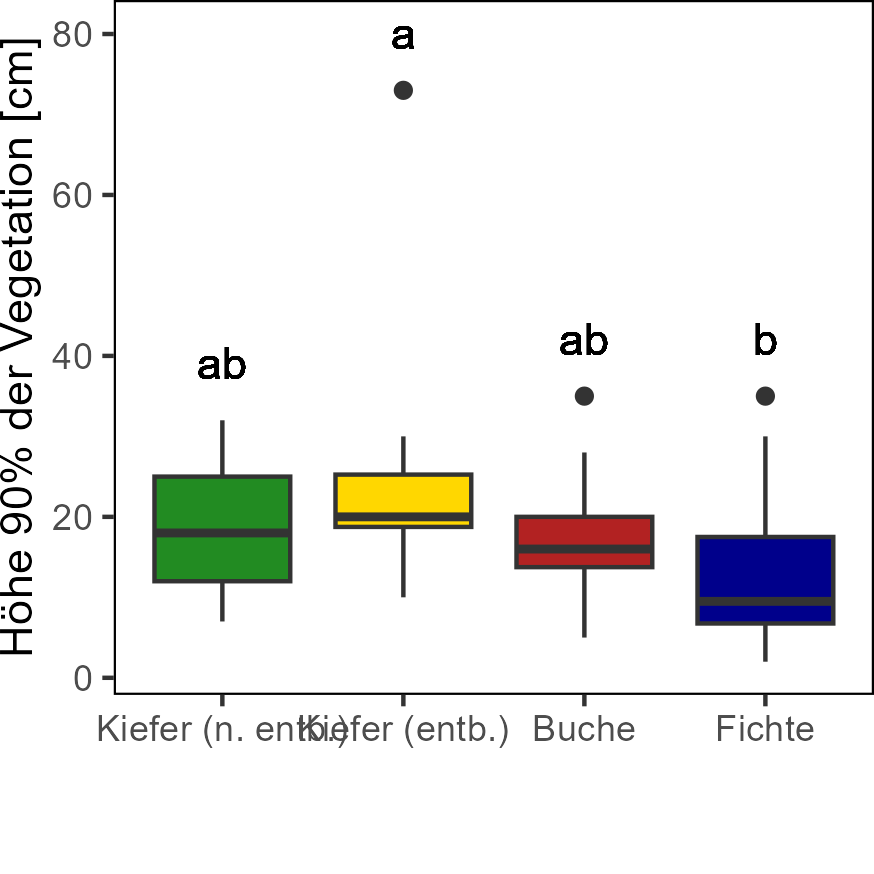 Höhe 90% der Vegetation [cm]
80
60
40
20
0
a
ab
ab
b
Kiefer (n. entb.)
Kiefer (entb.)
Buche
Fichte